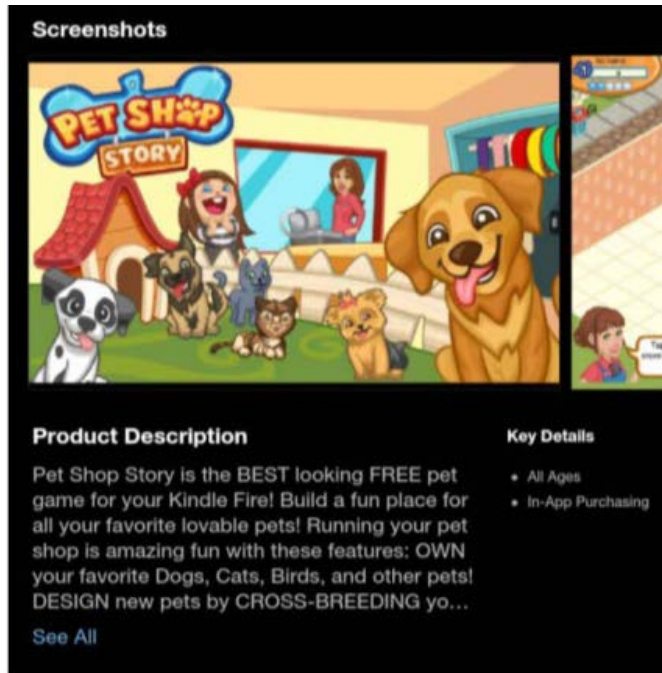 Screenshots
PET SHOP
STORY
Product Description
Pet Shop Story is the BEST looking FREE pet
game for your Kindle Fire! Build a fun place for
all your favorite lovable pets! Running your pet
shop is amazing fun with these features: OWN
your favorite Dogs, Cats, Birds, and other pets!
DESIGN new pets by CROSS-BREEDING yo...
See All
Key Details
• All Ages
• In-App Purchasing